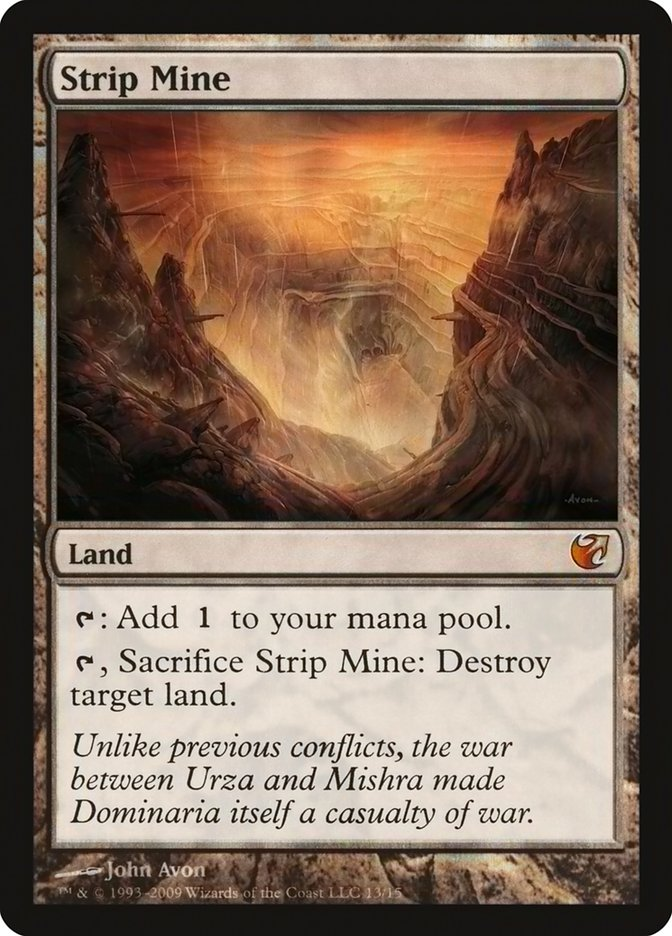 Strip Mine
-Avon-
Land
: Add 1 to your mana pool.
, Sacrifice Strip Mine: Destroy
target land.
Unlike previous conflicts, the war
between Urza and Mishra made
Dominaria itself a casualty of war.
John Avon
™ & © 1993-2009 Wizards of the Coast LLC 13/15